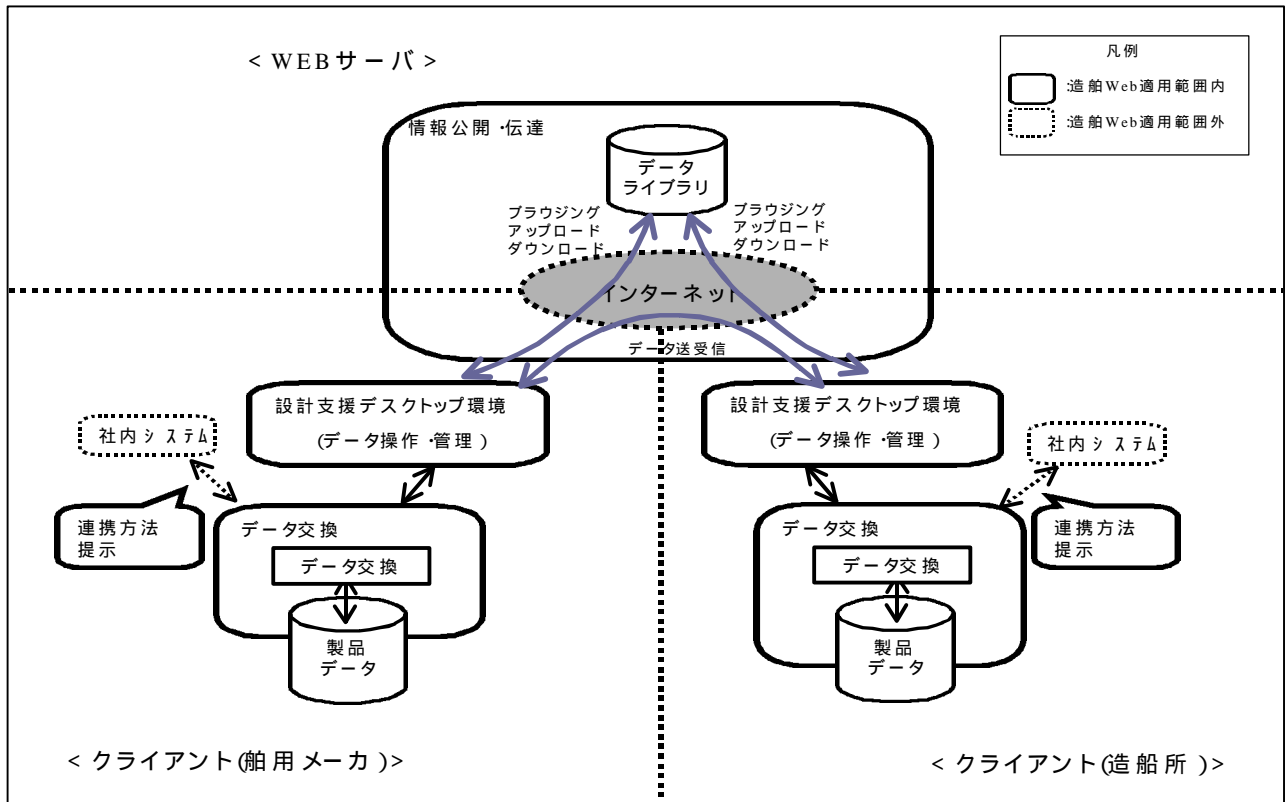 < WEBサーバ >
凡例
:造船Web適用範囲内
:造船Web適用範囲外
情報公開・伝達
データ
ライブラリ
ブラウジング
アップロード
ダウンロード
ブラウジング
アップロード
ダウンロード
インターネット
データ送受信
設計支援デスクトップ環境
(データ操作・管理)
設計支援デスクトップ環境
(データ操作・管理)
社内システム
社内システム
連携方法
提示
データ交換
データ交換
製品
データ
データ交換
データ交換
製品
データ
連携方法
提示
< クライアント(舶用メーカ)>
< クライアント(造船所)>